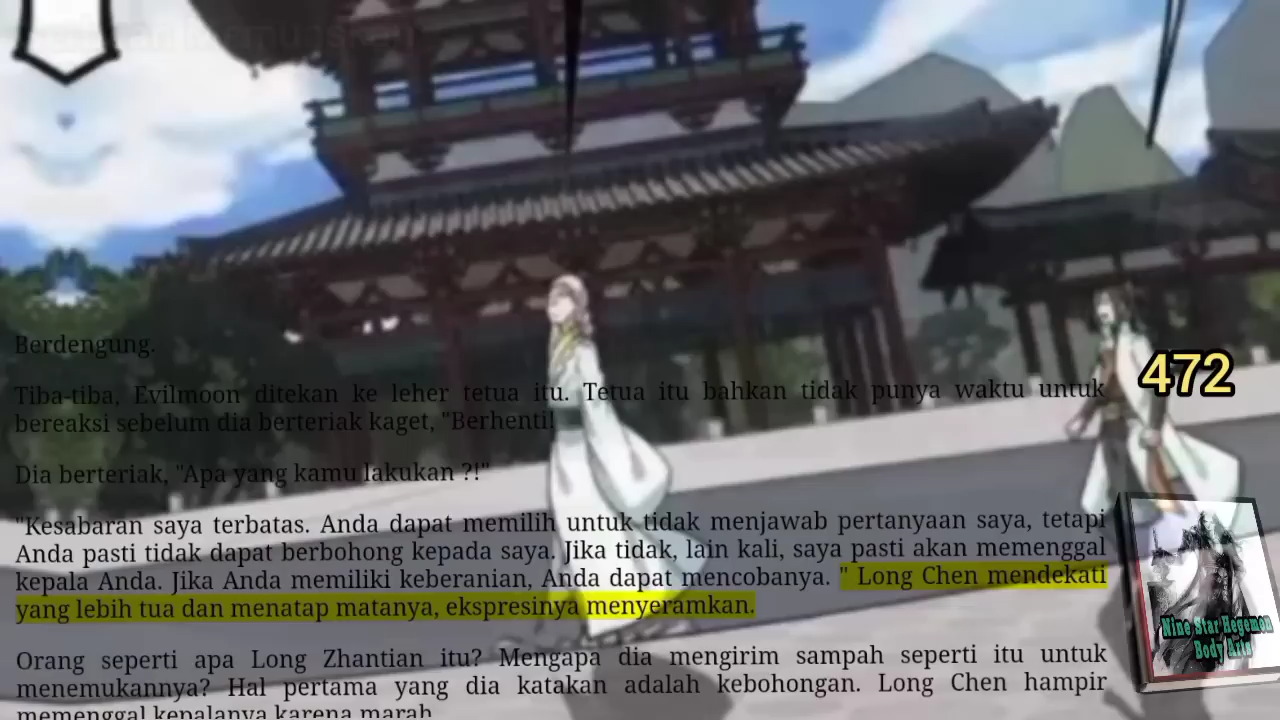 Berdengung.
Tiba-tiba, Evilmoon ditekan ke leher tetua itu. Tetua itu bahkan tidak punya waktu untuk
bereaksi sebelum dia berteriak kaget, "Berhenti!
Dia berteriak, "Apa yang kamu lakukan ?!"
"Kesabaran saya terbatas. Anda dapat memilih untuk tidak menjawab pertanyaan saya, tetapi
Anda pasti tidak dapat berbohong kepada saya. Jika tidak, lain kali, saya pasti akan memenggal
kepala Anda. Jika Anda memiliki keberanian, Anda dapat mencobanya. " Long Chen mendekati
yang lebih tua dan menatap matanya, ekspresinya menyeramkan.
Orang seperti apa Long Zhantian itu? Mengapa dia mengirim sampah seperti itu untuk
menemukannya? Hal pertama yang dia katakan adalah kebohongan. Long Chen hampir
memenggal kepalanya karena marah
472
Nine Star Hegemon
Body Arts